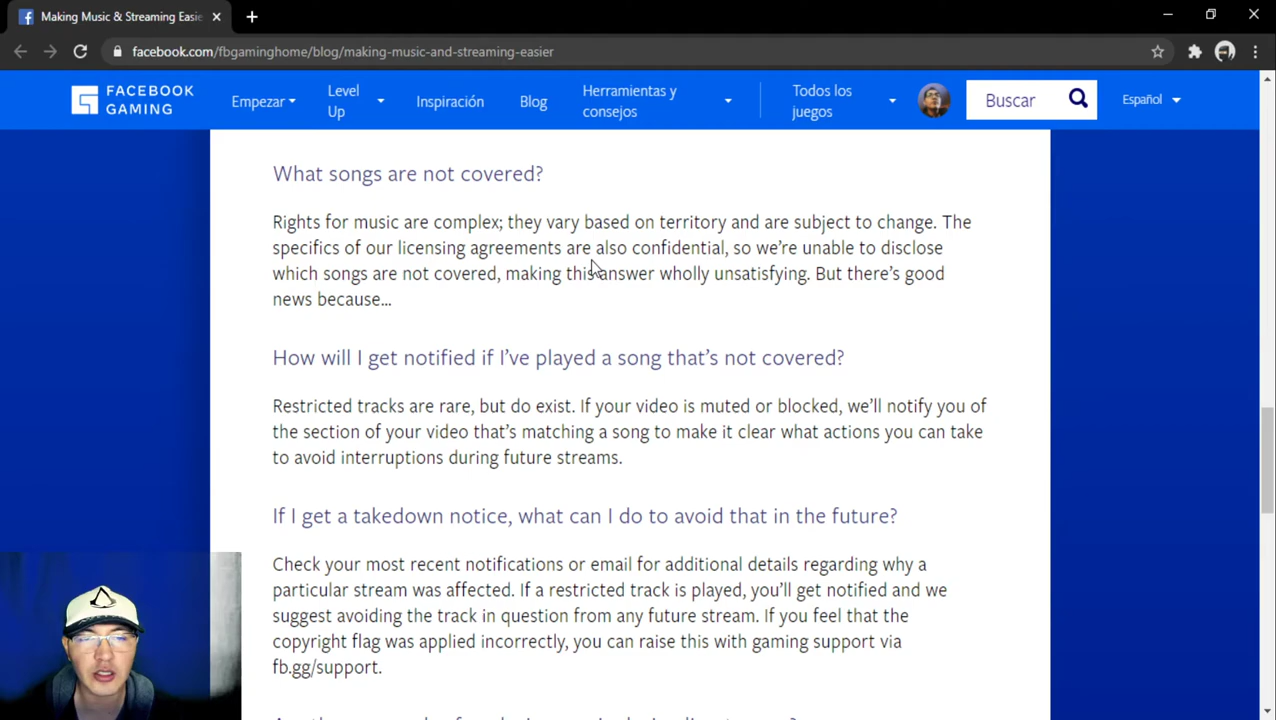 Making Music & Streaming Easie
facebook.com/fbgaminghome/blog/making-music-and-streaming-easier
FACEBOOK
GAMING
Empezar
Level
Up
Inspiración
Blog
Herramientas y
consejos
Todos los
juegos
Buscar
Español
What songs are not covered?
Rights for music are complex; they vary based on territory and are subject to change. The
specifics of our licensing agreements are also confidential, so we're unable to disclose
which songs are not covered, making this answer wholly unsatisfying. But there's good
news because...
How will I get notified if I've played a song that's not covered?
Restricted tracks are rare, but do exist. If your video is muted or blocked, we'll notify you of
the section of your video that's matching a song to make it clear what actions you can take
to avoid interruptions during future streams.
If I get a takedown notice, what can I do to avoid that in the future?
Check your most recent notifications or email for additional details regarding why a
particular stream was affected. If a restricted track is played, you'll get notified and we
suggest avoiding the track in question from any future stream. If you feel that the
copyright flag was applied incorrectly, you can raise this with gaming support via
fb.gg/support.